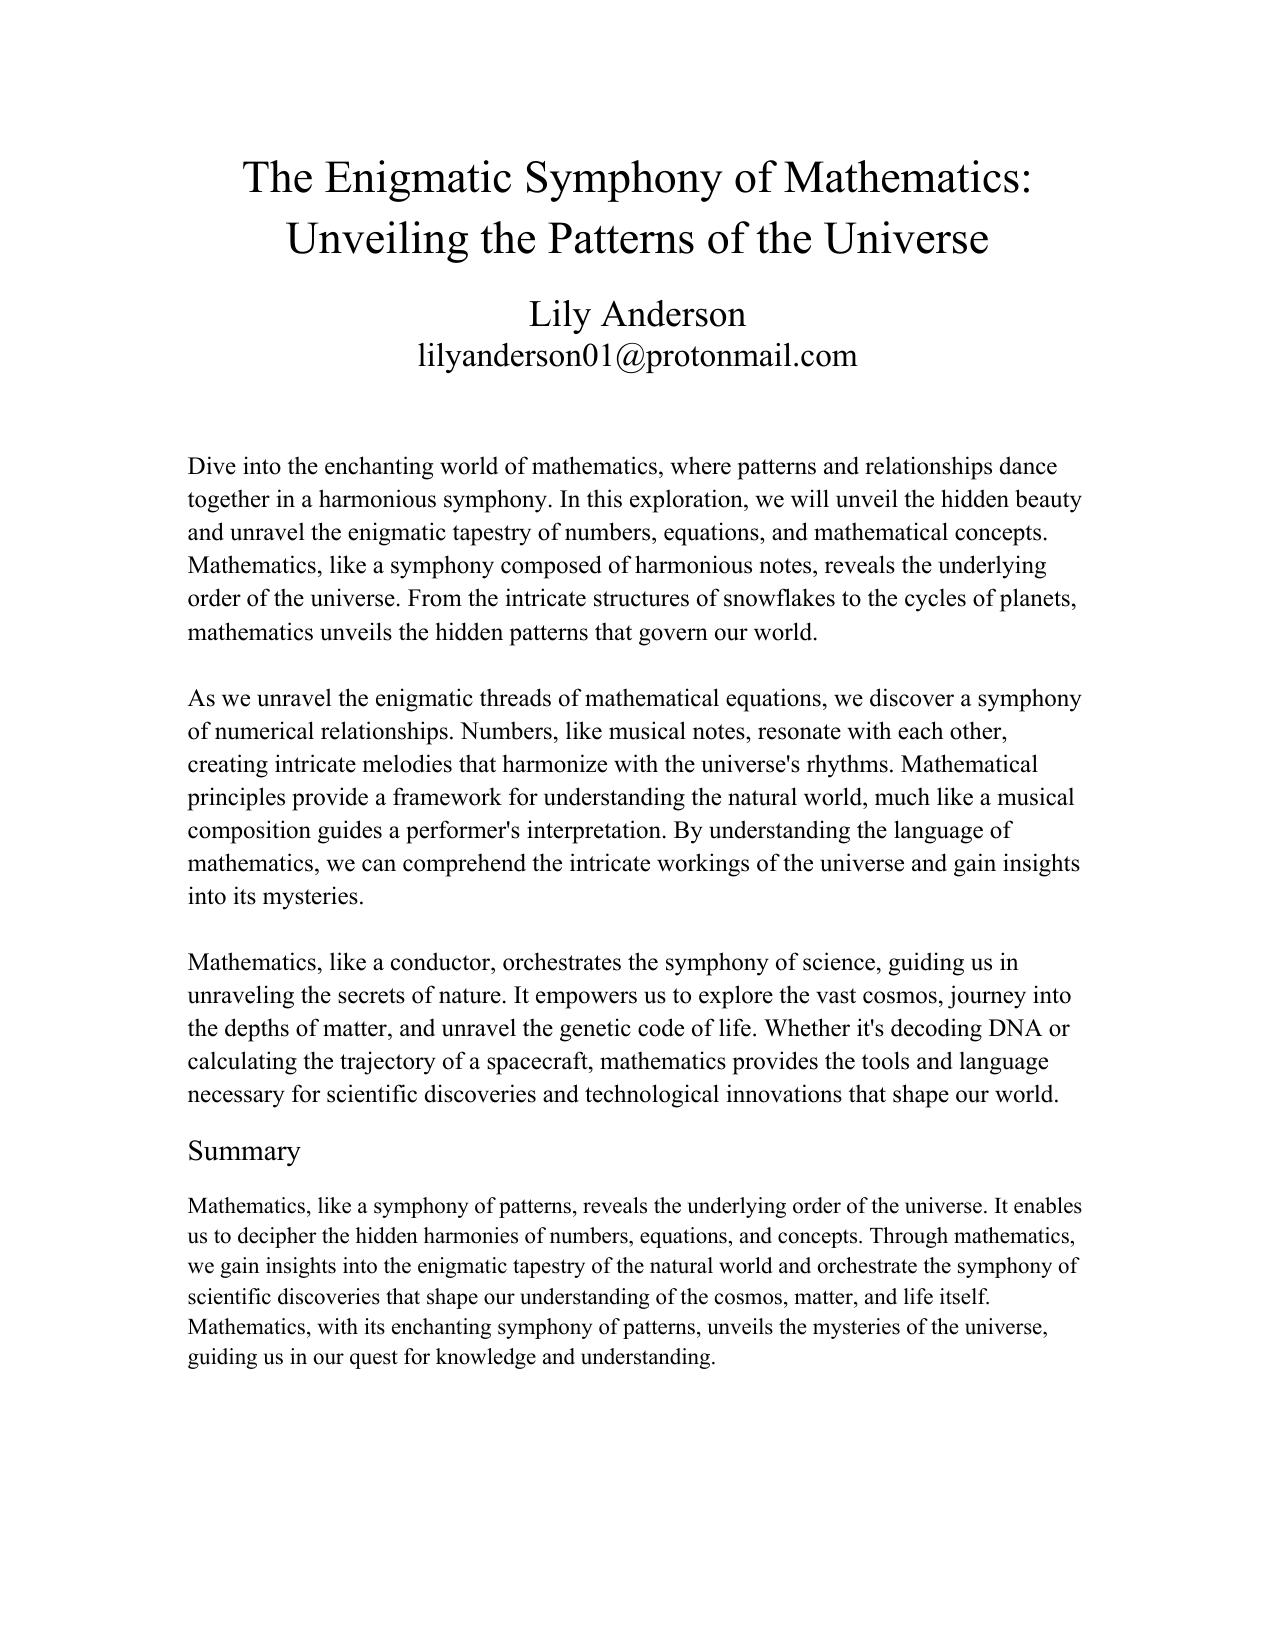 The Enigmatic Symphony of Mathematics:
Unveiling the Patterns of the Universe
Lily Anderson
lilyanderson01@protonmail.com
Dive into the enchanting world of mathematics, where patterns and relationships dance
together in a harmonious symphony. In this exploration, we will unveil the hidden beauty
and unravel the enigmatic tapestry of numbers, equations, and mathematical concepts.
Mathematics, like a symphony composed of harmonious notes, reveals the underlying
order of the universe. From the intricate structures of snowflakes to the cycles of planets,
mathematics unveils the hidden patterns that govern our world.
As we unravel the enigmatic threads of mathematical equations, we discover a symphony
of numerical relationships. Numbers, like musical notes, resonate with each other,
creating intricate melodies that harmonize with the universe's rhythms. Mathematical
principles provide a framework for understanding the natural world, much like a musical
composition guides a performer's interpretation. By understanding the language of
mathematics, we can comprehend the intricate workings of the universe and gain insights
into its mysteries.
Mathematics, like a conductor, orchestrates the symphony of science, guiding us in
unraveling the secrets of nature. It empowers us to explore the vast cosmos, journey into
the depths of matter, and unravel the genetic code of life. Whether it's decoding DNA or
calculating the trajectory of a spacecraft, mathematics provides the tools and language
necessary for scientific discoveries and technological innovations that shape our world.
Summary
Mathematics, like a symphony of patterns, reveals the underlying order of the universe. It enables
us to decipher the hidden harmonies of numbers, equations, and concepts. Through mathematics,
we gain insights into the enigmatic tapestry of the natural world and orchestrate the symphony of
scientific discoveries that shape our understanding of the cosmos, matter, and life itself.
Mathematics, with its enchanting symphony of patterns, unveils the mysteries of the universe,
guiding us in our quest for knowledge and understanding.